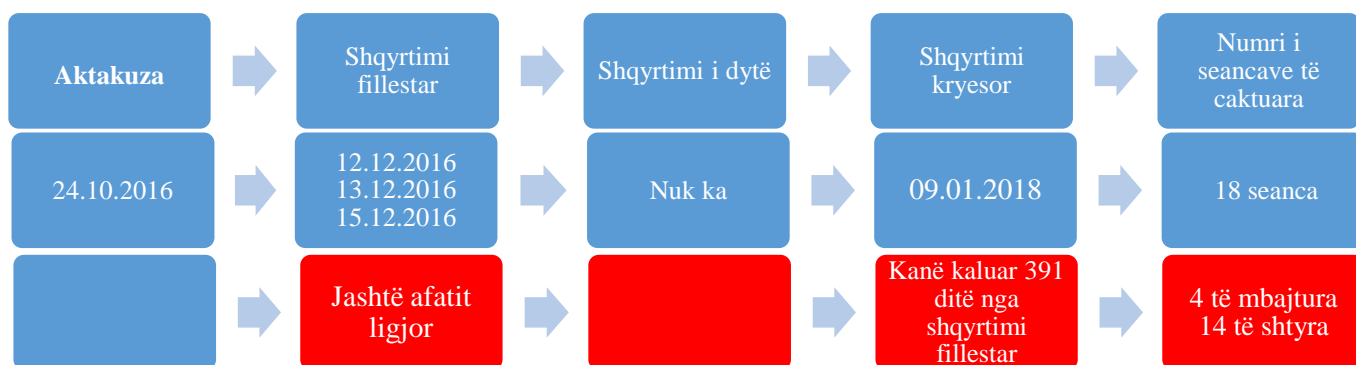 Aktakuza
Shqyrtimi
fillestar
Shqyrtimi i dytë
Shqyrtimi
kryesor
Numri i
seancave të
caktuara
24.10.2016
12.12.2016
13.12.2016
15.12.2016
Nuk ka
09.01.2018
18 seanca
Jashtë afatit
ligjor
Kanë kaluar 391
ditë nga
shqyrtimi
fillestar
4 të mbajtura
14 të shtyra